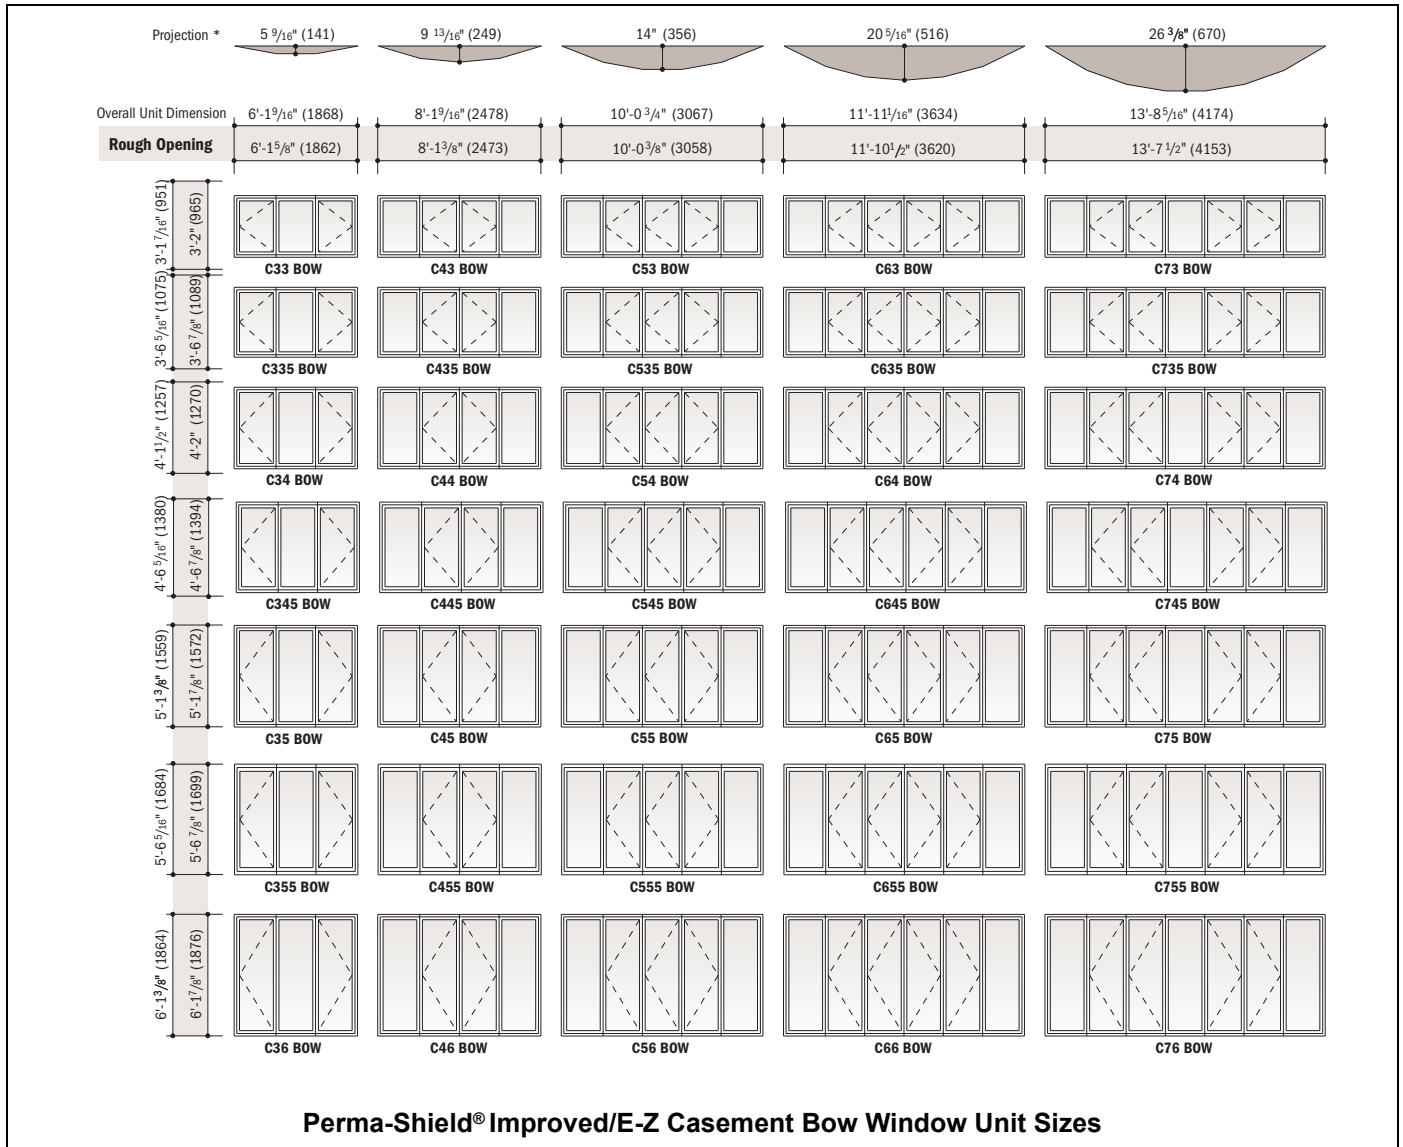 Projection * 5 9/16" (141) 9 13/16" (249) 14" (356) 20 5/16" (516) 26 3/8" (670)
Overall Unit Dimension 6'-1 9/16" (1868) 8'-1 9/16" (2478) 10'-0 3/4" (3067) 11'-11 1/16" (3634) 13'-8 5/16" (4174)
Rough Opening 6'-1 5/8" (1862) 8'-1 3/8" (2473) 10'-0 3/8" (3058) 11'-10 1/2" (3620) 13'-7 1/2" (4153)
3'-1 7/16" (951) 3'-2" (965)
C33 BOW C43 BOW C53 BOW C63 BOW C73 BOW
3'-6 5/16" (1075) 3'-6 7/8" (1089)
C335 BOW C435 BOW C535 BOW C635 BOW C735 BOW
4'-1 1/2" (1257) 4'-2" (1270)
C34 BOW C44 BOW C54 BOW C64 BOW C74 BOW
4'-6 5/16" (1380) 4'-6 7/8" (1394)
C345 BOW C445 BOW C545 BOW C645 BOW C745 BOW
5'-1 3/8" (1559) 5'-1 7/8" (1572)
C35 BOW C45 BOW C55 BOW C65 BOW C75 BOW
5'-6 5/16" (1684) 5'-6 7/8" (1699)
C355 BOW C455 BOW C555 BOW C655 BOW C755 BOW
6'-1 3/8" (1864) 6'-1 7/8" (1876)
C36 BOW C46 BOW C56 BOW C66 BOW C76 BOW
Perma-Shield® Improved/E-Z Casement Bow Window Unit Sizes